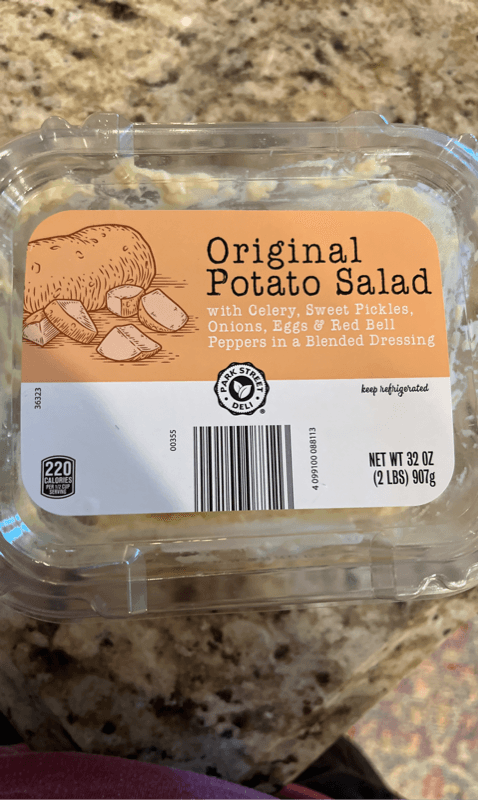 Original
Potato Salad
with Celery, Sweet Pickles,
Onions, Eggs & Red Bell
Peppers in a Blended Dressing
PARK STREET
DELI
®
keep refrigerated
36323
00355
4 099100 088113
220
CALORIES
PER 1/2 CUP
SERVING
NET WT 32 OZ
(2 LBS) 907g